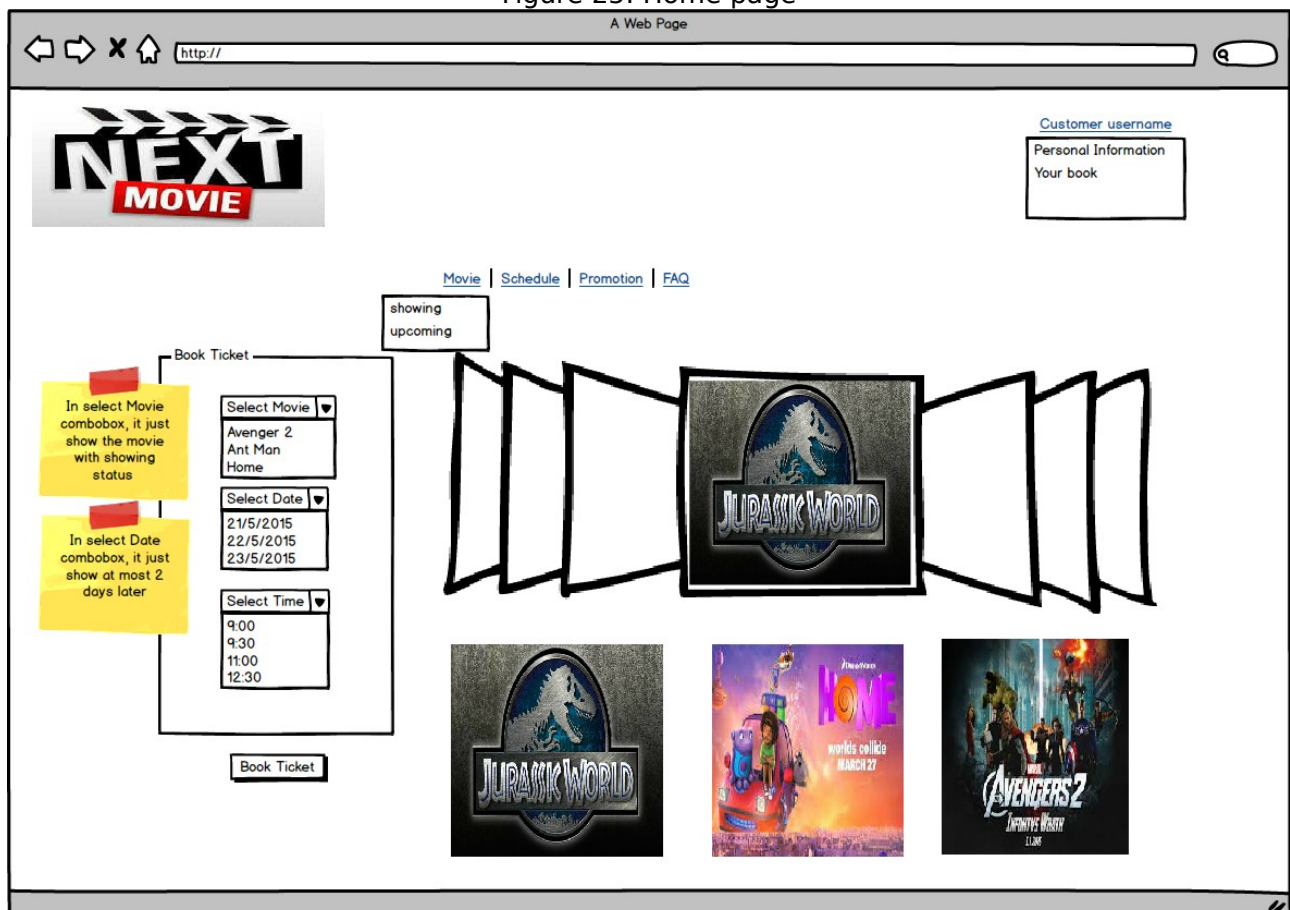 Figure 25: Home page
A Web Page
http://
NEXT
MOVIE
Customer username
Personal Information
Your book
Movie | Schedule | Promotion | FAQ
showing
upcoming
Book Ticket
In select Movie
combobox, it just
show the movie
with showing
status
Select Movie
Avenger 2
Ant Man
Home
Select Date
21/5/2015
22/5/2015
23/5/2015
In select Date
combobox, it just
show at most 2
days later
Select Time
9:00
9:30
11:00
12:30
Book Ticket
JURASSIC WORLD
JURASSIC WORLD
DREAMWORKS
HOME
worlds collide
MARCH 27
MARVEL
AVENGERS 2